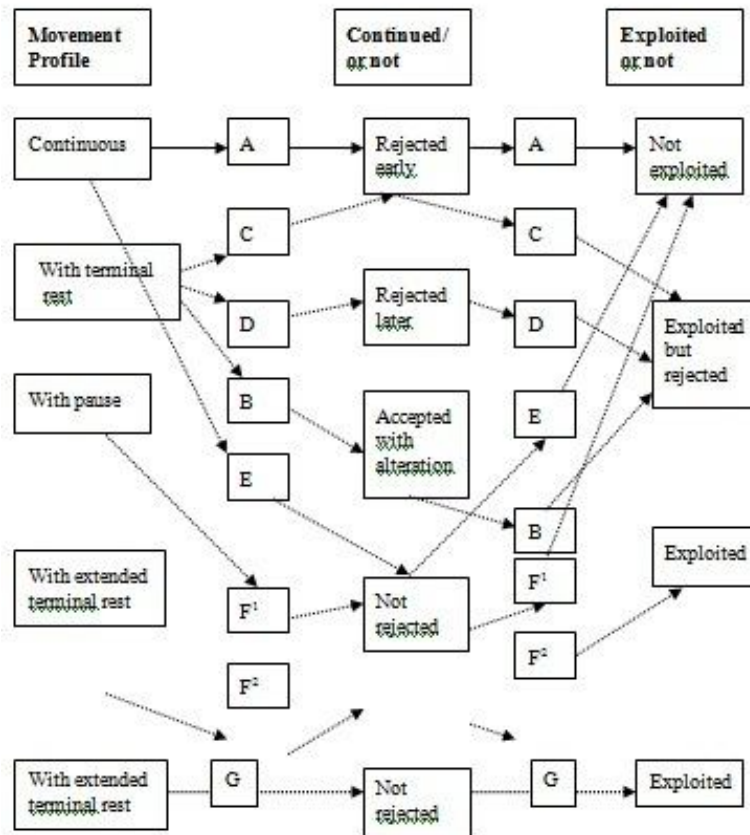 Movement
Profile
Continued/
or not
Exploited
or not
Continuous
A
Rejected
early
A
Not
exploited
C
C
With terminal
rest
D
Rejected
later
D
Exploited
but
rejected
With pause
B
Accepted
with
alteration
E
E
B
With extended
terminal rest
F¹
Not
rejected
F¹
Exploited
F²
F²
With extended
terminal rest
G
Not
rejected
G
Exploited